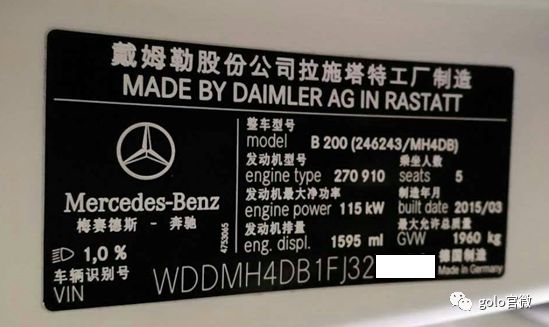 戴姆勒股份公司拉施塔特工厂制造
MADE BY DAIMLER AG IN RASTATT
整车型号
model B 200 (246243/MH4DB)
发动机型号 乘坐人数
engine type 270 910 seats 5
发动机最大净功率 制造年月
engine power 115 kW built date 2015/03
发动机排量 最大允许总质量
eng. displ. 1595 ml GVW 1960 kg
Mercedes-Benz
梅赛德斯 - 奔驰
4753065
1,0 %
德国制造
Made in Germany
车辆识别号
VIN WDDMH4DB1FJ32
golo官微